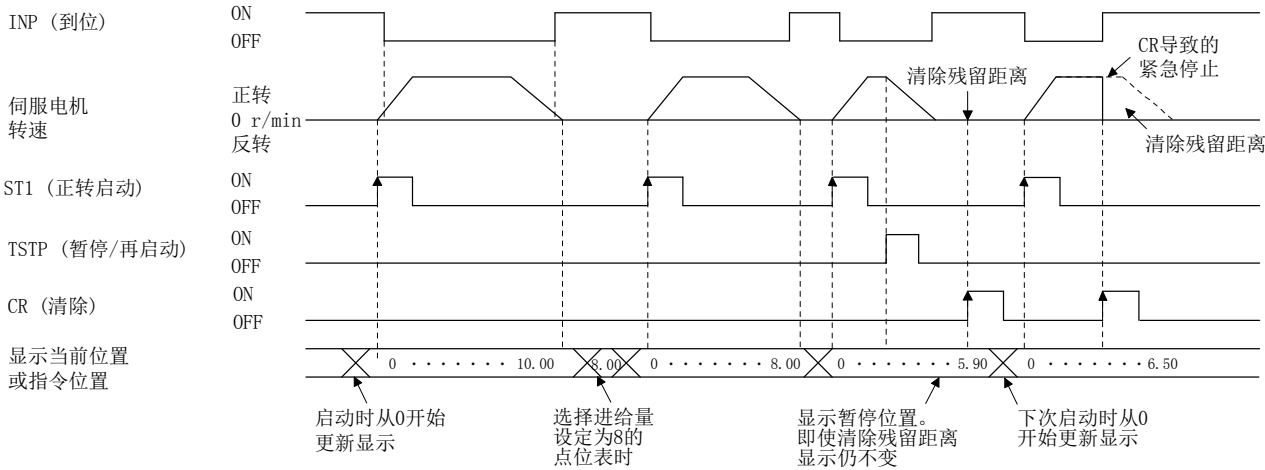 INP (到位)
ON
OFF
CR导致的
紧急停止
清除残留距离
伺服电机
转速
正转
0 r/min
反转
清除残留距离
ST1 (正转启动)
ON
OFF
TSTP (暂停/再启动)
ON
OFF
CR (清除)
ON
OFF
显示当前位置
或指令位置
0 ······· 10.00
8.00
0 ······· 8.00
0 ······· 5.90
0 ······· 6.50
启动时从0开始
更新显示
选择进给量
设定为8的
点位表时
显示暂停位置。
即使清除残留距离
显示仍不变
下次启动时从0
开始更新显示